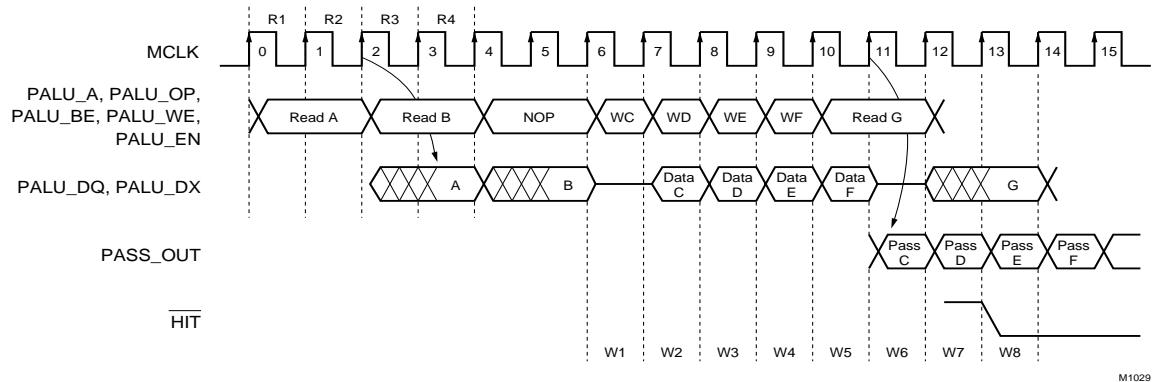 R1 R2 R3 R4
MCLK 0 1 2 3 4 5 6 7 8 9 10 11 12 13 14 15
PALU_A, PALU_OP,
PALU_BE, PALU_WE,
PALU_EN
Read A Read B NOP WC WD WE WF Read G
PALU_DQ, PALU_DX
A B Data C Data D Data E Data F G
PASS_OUT
Pass C Pass D Pass E Pass F
HIT
W1 W2 W3 W4 W5 W6 W7 W8
M1029